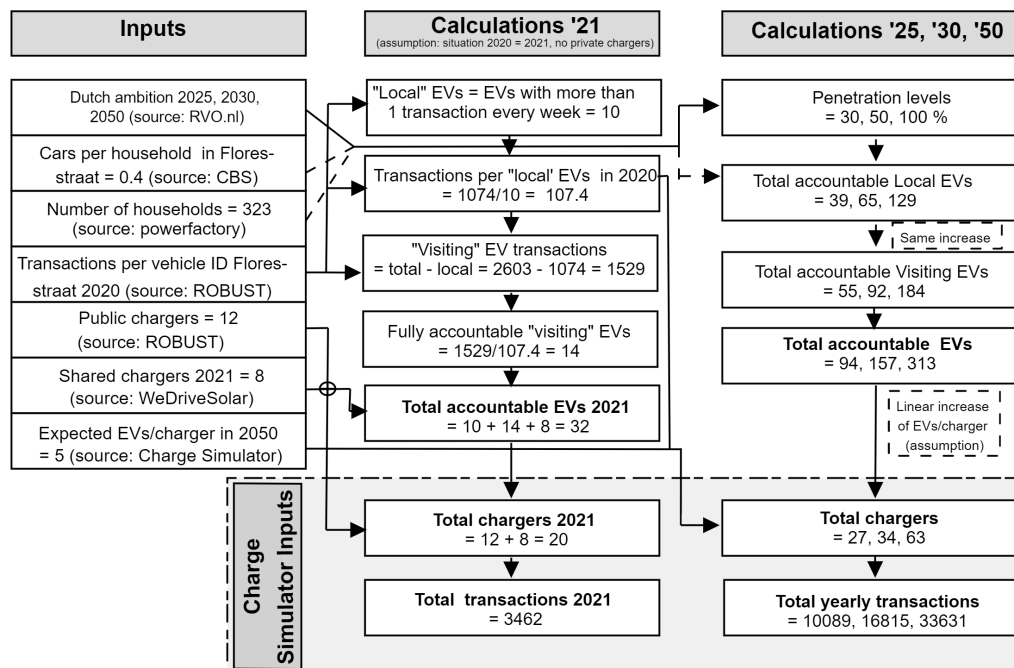 Inputs
Dutch ambition 2025, 2030,
2050 (source: RVO.nl)
Cars per household in Flores-
straat = 0.4 (source: CBS)
Number of households = 323
(source: powerfactory)
Transactions per vehicle ID Flores-
straat 2020 (source: ROBUST)
Public chargers = 12
(source: ROBUST)
Shared chargers 2021 = 8
(source: WeDriveSolar)
Expected EVs/charger in 2050
= 5 (source: Charge Simulator)
Calculations '21
(assumption: situation 2020 = 2021, no private chargers)
"Local" EVs = EVs with more than
1 transaction every week = 10
Transactions per "local' EVs in 2020
= 1074/10 = 107.4
"Visiting" EV transactions
= total - local = 2603 - 1074 = 1529
Fully accountable "visiting" EVs
= 1529/107.4 = 14
Total accountable EVs 2021
= 10 + 14 + 8 = 32
Calculations '25, '30, '50
Penetration levels
= 30, 50, 100 %
Total accountable Local EVs
= 39, 65, 129
Same increase
Total accountable Visiting EVs
= 55, 92, 184
Total accountable EVs
= 94, 157, 313
Linear increase
of EVs/charger
(assumption)
Charge
Simulator Inputs
Total chargers 2021
= 12 + 8 = 20
Total transactions 2021
= 3462
Total chargers
= 27, 34, 63
Total yearly transactions
= 10089, 16815, 33631